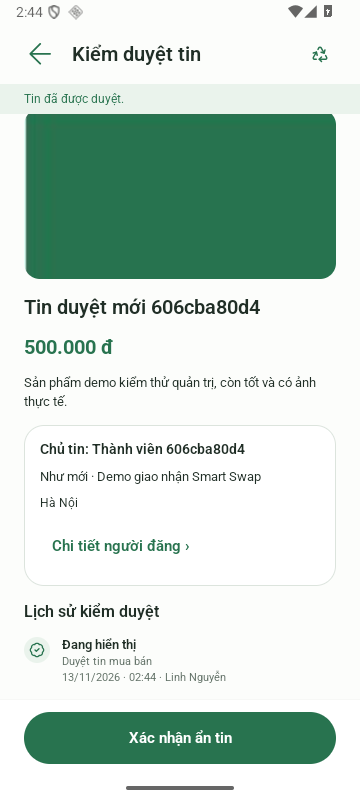 2:44
Kiểm duyệt tin
Tin đã được duyệt.
Tin duyệt mới 606cba80d4
500.000 đ
Sản phẩm demo kiểm thử quản trị, còn tốt và có ảnh
thực tế.
Chủ tin: Thành viên 606cba80d4
Như mới · Demo giao nhận Smart Swap
Hà Nội
Chi tiết người đăng ›
Lịch sử kiểm duyệt
Đang hiển thị
Duyệt tin mua bán
13/11/2026 · 02:44 · Linh Nguyễn
Xác nhận ẩn tin